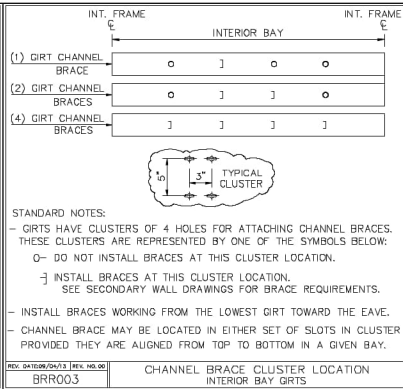 INT. FRAME
INT. FRAME
℄
℄
INTERIOR BAY
(1) GIRT CHANNEL
BRACE
(2) GIRT CHANNEL
BRACES
(4) GIRT CHANNEL
BRACES
5"
3"
TYPICAL
CLUSTER
STANDARD NOTES:
- GIRTS HAVE CLUSTERS OF 4 HOLES FOR ATTACHING CHANNEL BRACES.
THESE CLUSTERS ARE REPRESENTED BY ONE OF THE SYMBOLS BELOW:
O- DO NOT INSTALL BRACES AT THIS CLUSTER LOCATION.
]- INSTALL BRACES AT THIS CLUSTER LOCATION.
SEE SECONDARY WALL DRAWINGS FOR BRACE REQUIREMENTS.
- INSTALL BRACES WORKING FROM THE LOWEST GIRT TOWARD THE EAVE.
- CHANNEL BRACE MAY BE LOCATED IN EITHER SET OF SLOTS IN CLUSTER
PROVIDED THEY ARE ALIGNED FROM TOP TO BOTTOM IN A GIVEN BAY.
REV. DATE:09/04/13 REV. NO. 00
BRR003
CHANNEL BRACE CLUSTER LOCATION
INTERIOR BAY GIRTS